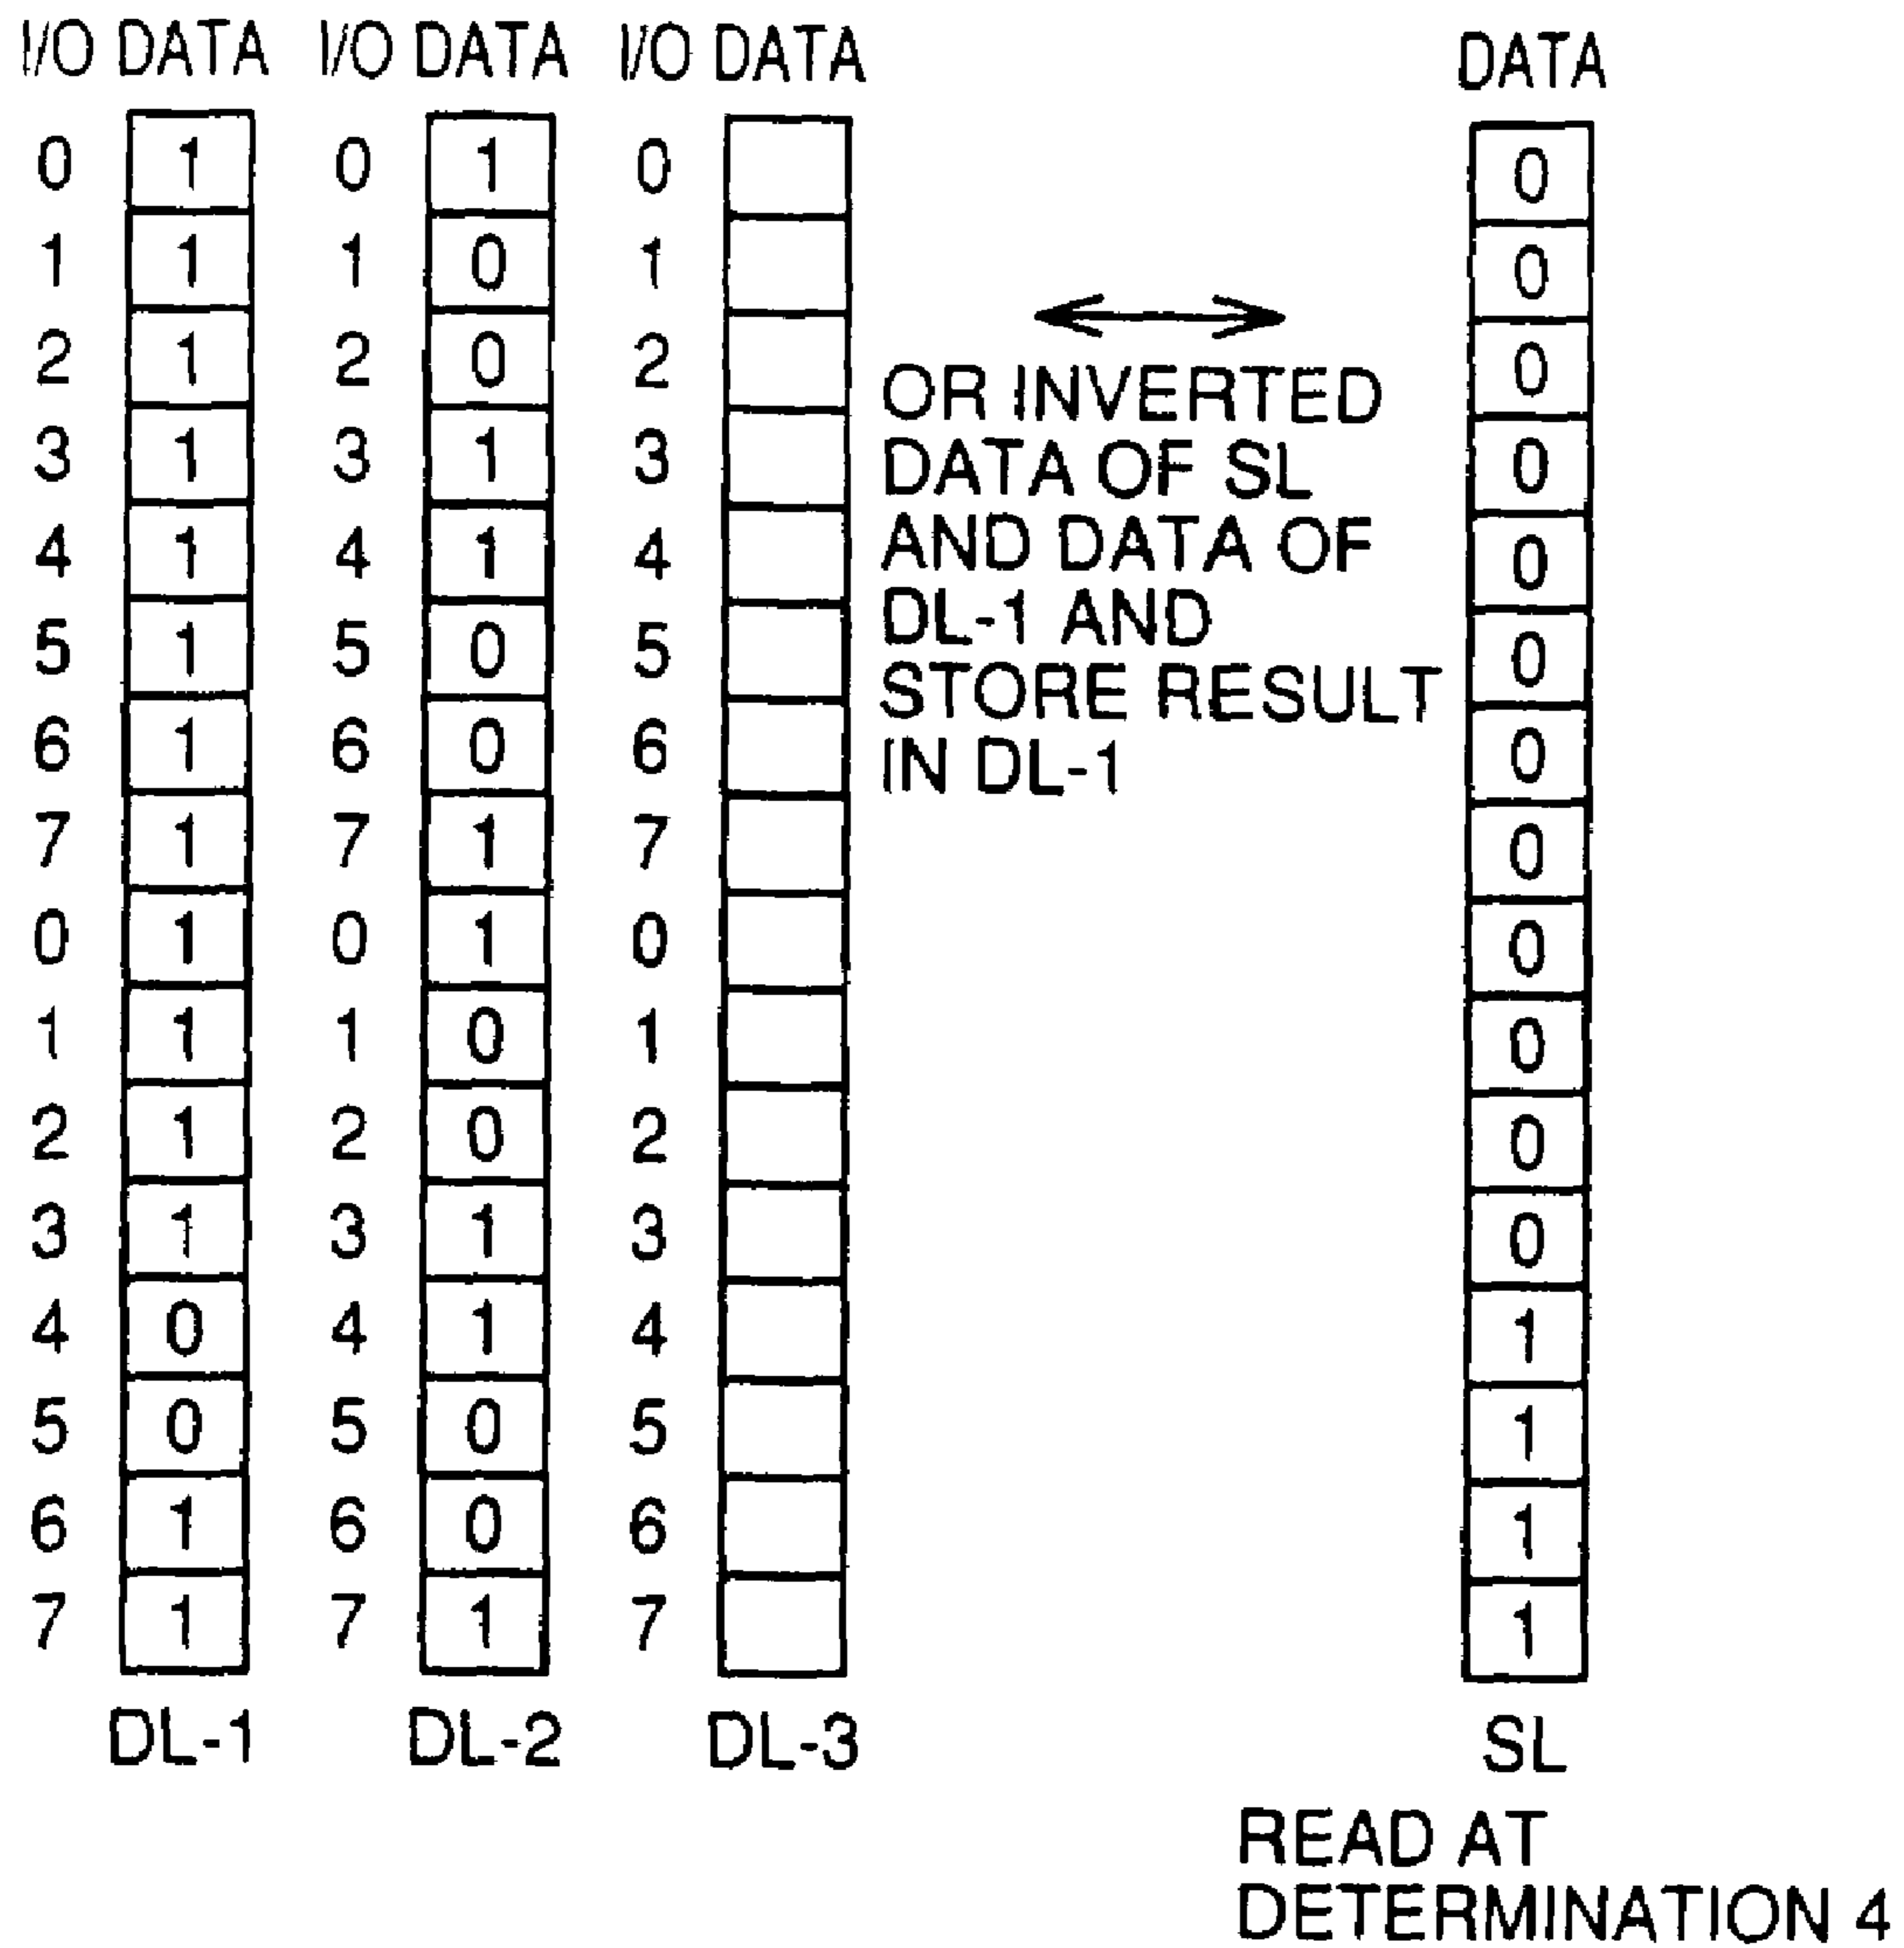 I/O DATA I/O DATA I/O DATA DATA
0 1 0 1 0 0
1 1 1 0 1 0
2 1 2 0 2 0
3 1 3 1 3 0
4 1 4 1 4 0
5 1 5 0 5 0
6 1 6 0 6 0
7 1 7 1 7 0
0 1 0 1 0 0
1 1 1 0 1 0
2 1 2 0 2 0
3 1 3 1 3 0
4 0 4 1 4 1
5 0 5 0 5 1
6 1 6 0 6 1
7 1 7 1 7 1
OR INVERTED
DATA OF SL
AND DATA OF
DL-1 AND
STORE RESULT
IN DL-1
DL-1 DL-2 DL-3 SL
READ AT
DETERMINATION 4